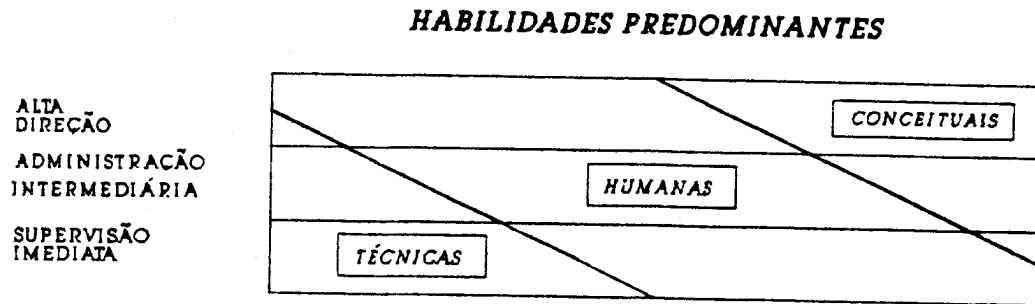 HABILIDADES PREDOMINANTES
ALTA
DIREÇÃO
CONCEITUAIS
ADMINISTRAÇÃO
INTERMEDIÁRIA
HUMANAS
SUPERVISÃO
IMEDIATA
TÉCNICAS